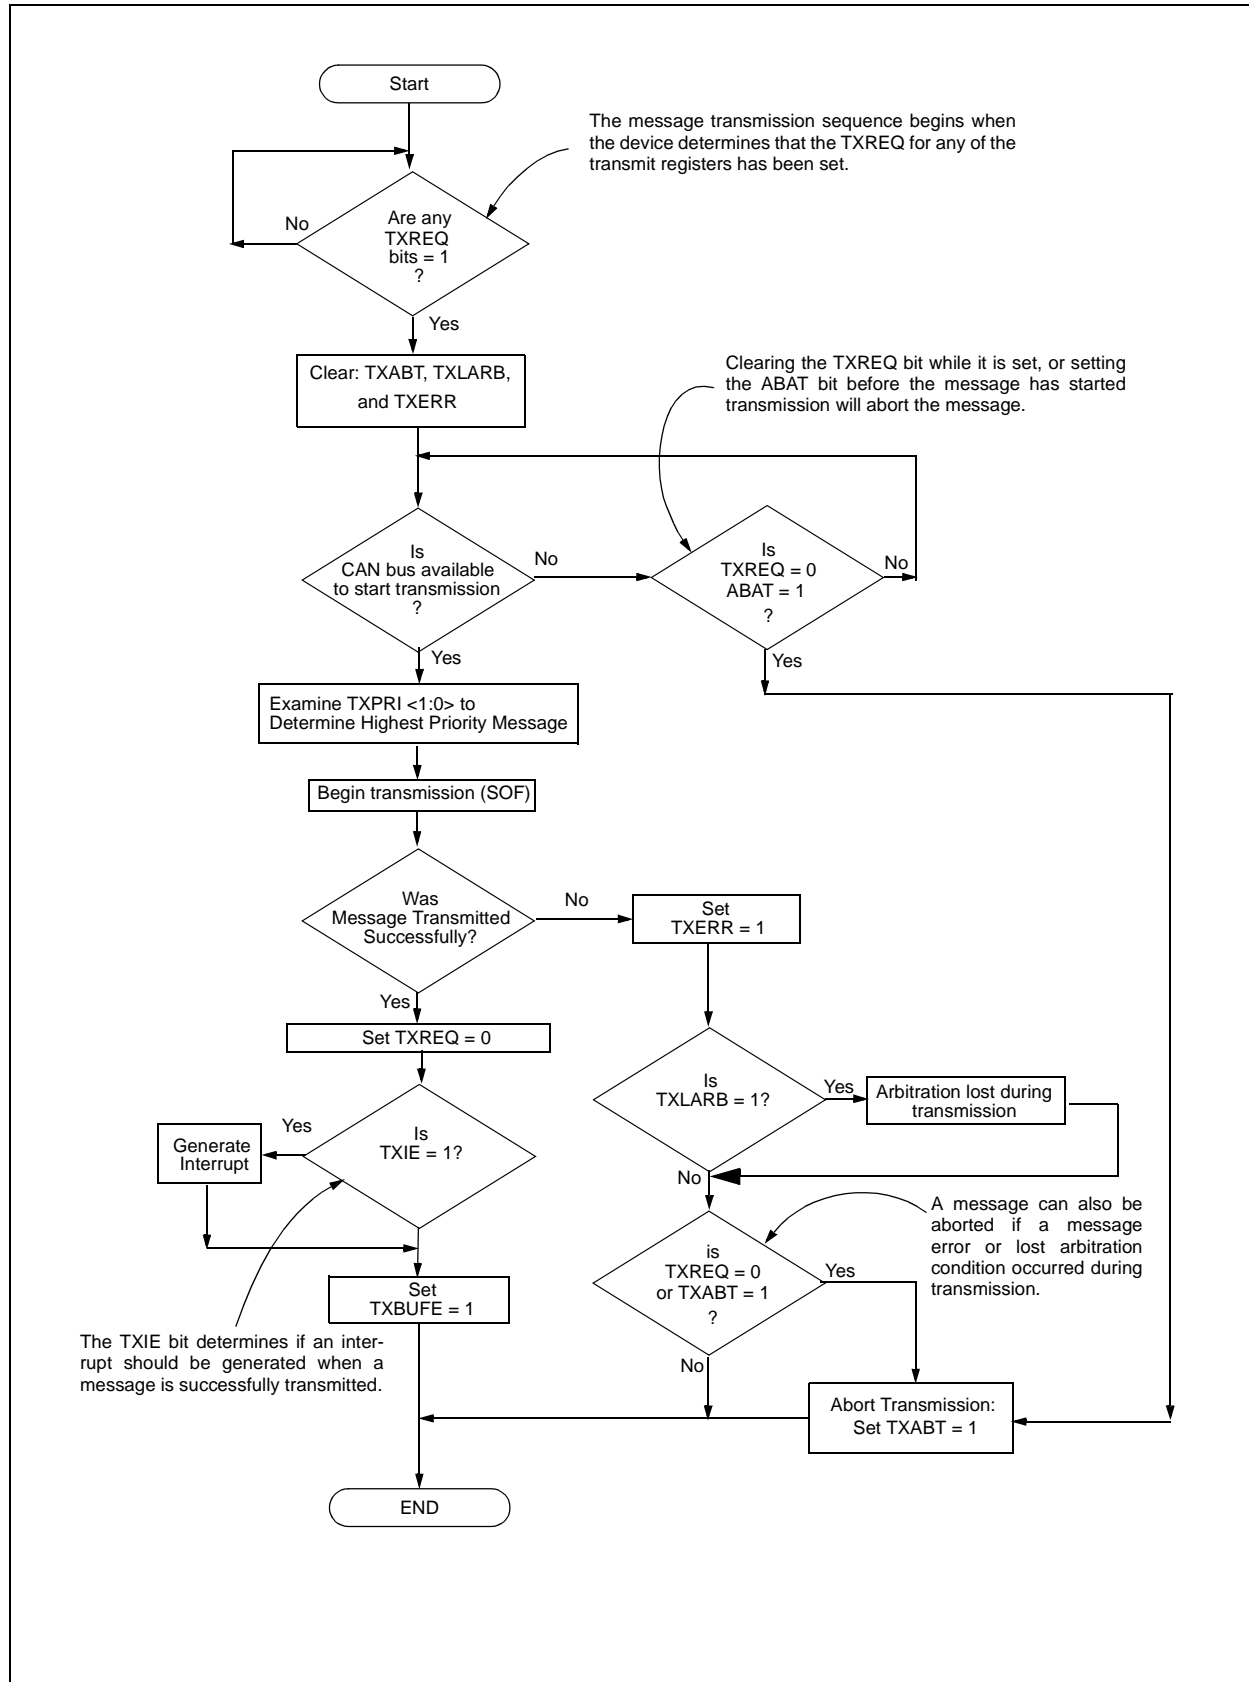 Start
The message transmission sequence begins when
the device determines that the TXREQ for any of the
transmit registers has been set.
No
Are any
TXREQ
bits = 1
?
Yes
Clear: TXABT, TXLARB,
and TXERR
Clearing the TXREQ bit while it is set, or setting
the ABAT bit before the message has started
transmission will abort the message.
Is
CAN bus available
to start transmission
?
No
Is
TXREQ = 0
ABAT = 1
?
No
Yes
Yes
Examine TXPRI <1:0> to
Determine Highest Priority Message
Begin transmission (SOF)
Was
Message Transmitted
Successfully?
No
Set
TXERR = 1
Yes
Set TXREQ = 0
Is
TXLARB = 1?
Yes
Arbitration lost during
transmission
Yes
Is
TXIE = 1?
Generate
Interrupt
No
A message can also be
aborted if a message
error or lost arbitration
condition occurred during
transmission.
is
TXREQ = 0
or TXABT = 1
?
Yes
Set
TXBUFE = 1
The TXIE bit determines if an inter-
rupt should be generated when a
message is successfully transmitted.
No
Abort Transmission:
Set TXABT = 1
END